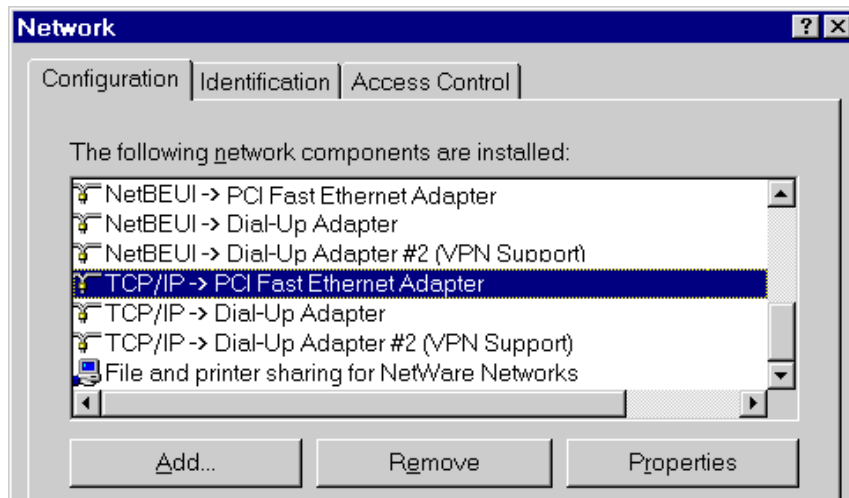 Network
Configuration Identification Access Control
The following network components are installed:
NetBEUI -> PCI Fast Ethernet Adapter
NetBEUI -> Dial-Up Adapter
NetBEUI -> Dial-Up Adapter #2 (VPN Support)
TCP/IP -> PCI Fast Ethernet Adapter
TCP/IP -> Dial-Up Adapter
TCP/IP -> Dial-Up Adapter #2 (VPN Support)
File and printer sharing for NetWare Networks
Add... Remove Properties